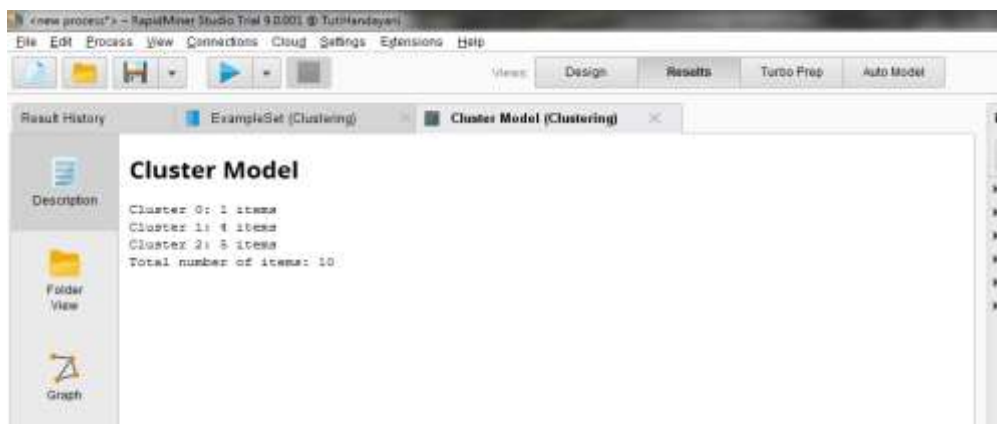 <new process*> – RapidMiner Studio Trial 9.0.001 @ TutiHandayani
File Edit Process View Connections Cloud Settings Extensions Help
Views: Design Results Turbo Prep Auto Model
Result History ExampleSet (Clustering) Cluster Model (Clustering)
Cluster Model
Description
Cluster 0: 1 items
Cluster 1: 4 items
Cluster 2: 5 items
Total number of items: 10
Folder
View
Graph